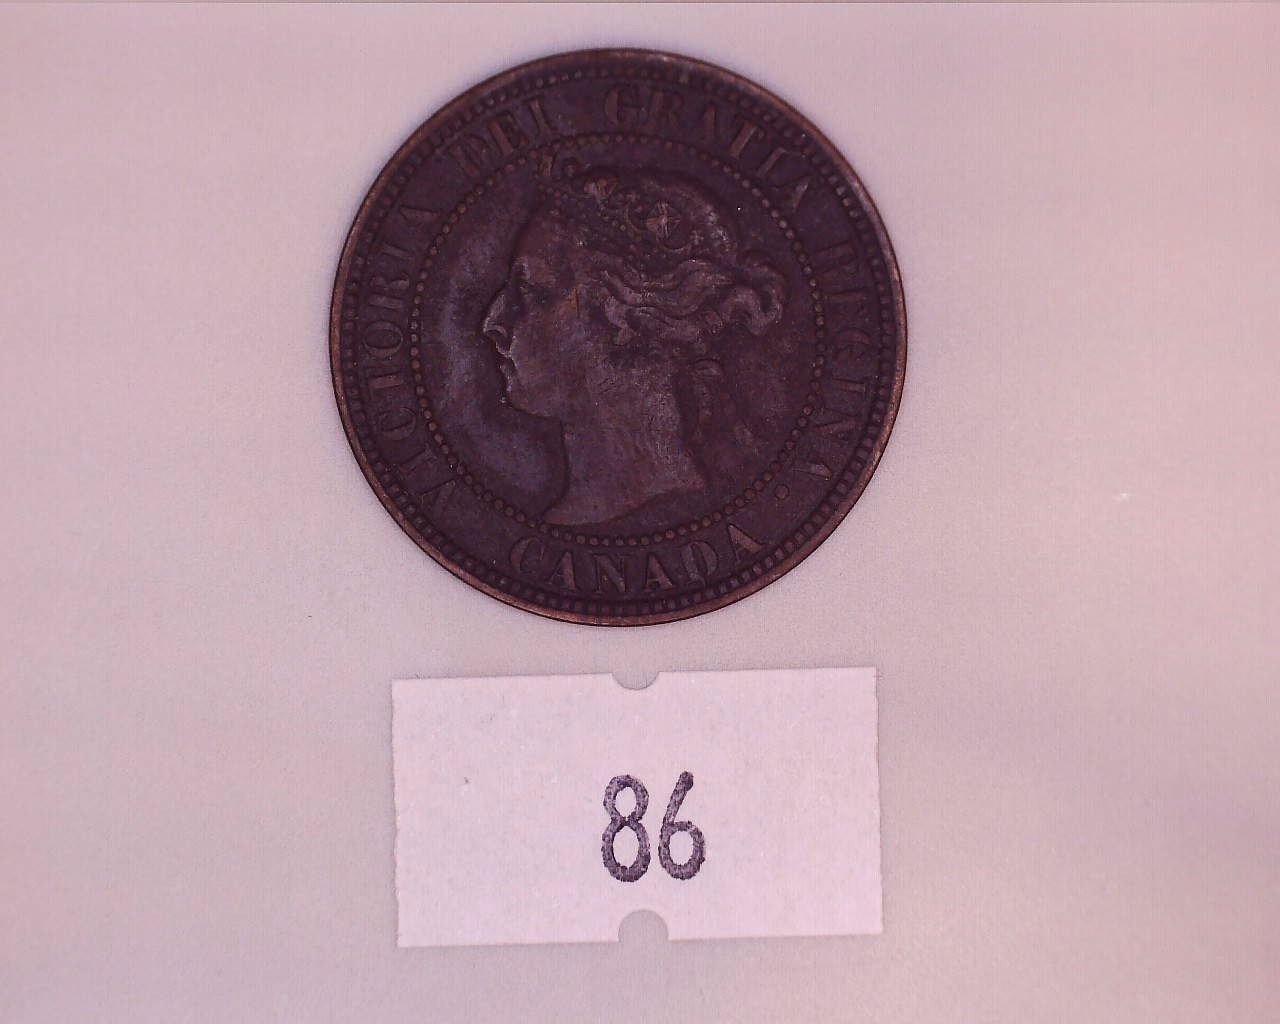 VICTORIA DEI GRATIA REGINA.
CANADA
86